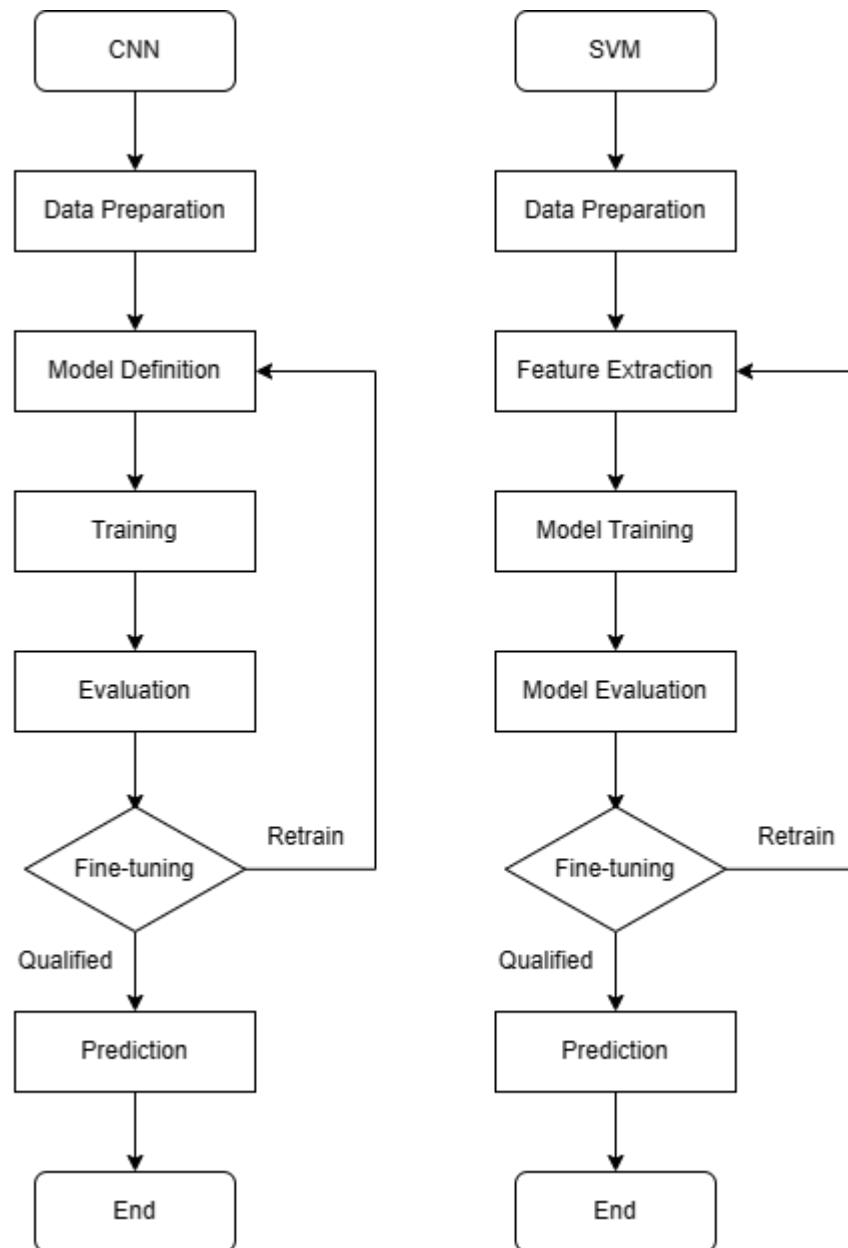 CNN
Data Preparation
Model Definition
Training
Evaluation
Fine-tuning
Retrain
Qualified
Prediction
End
SVM
Data Preparation
Feature Extraction
Model Training
Model Evaluation
Fine-tuning
Retrain
Qualified
Prediction
End